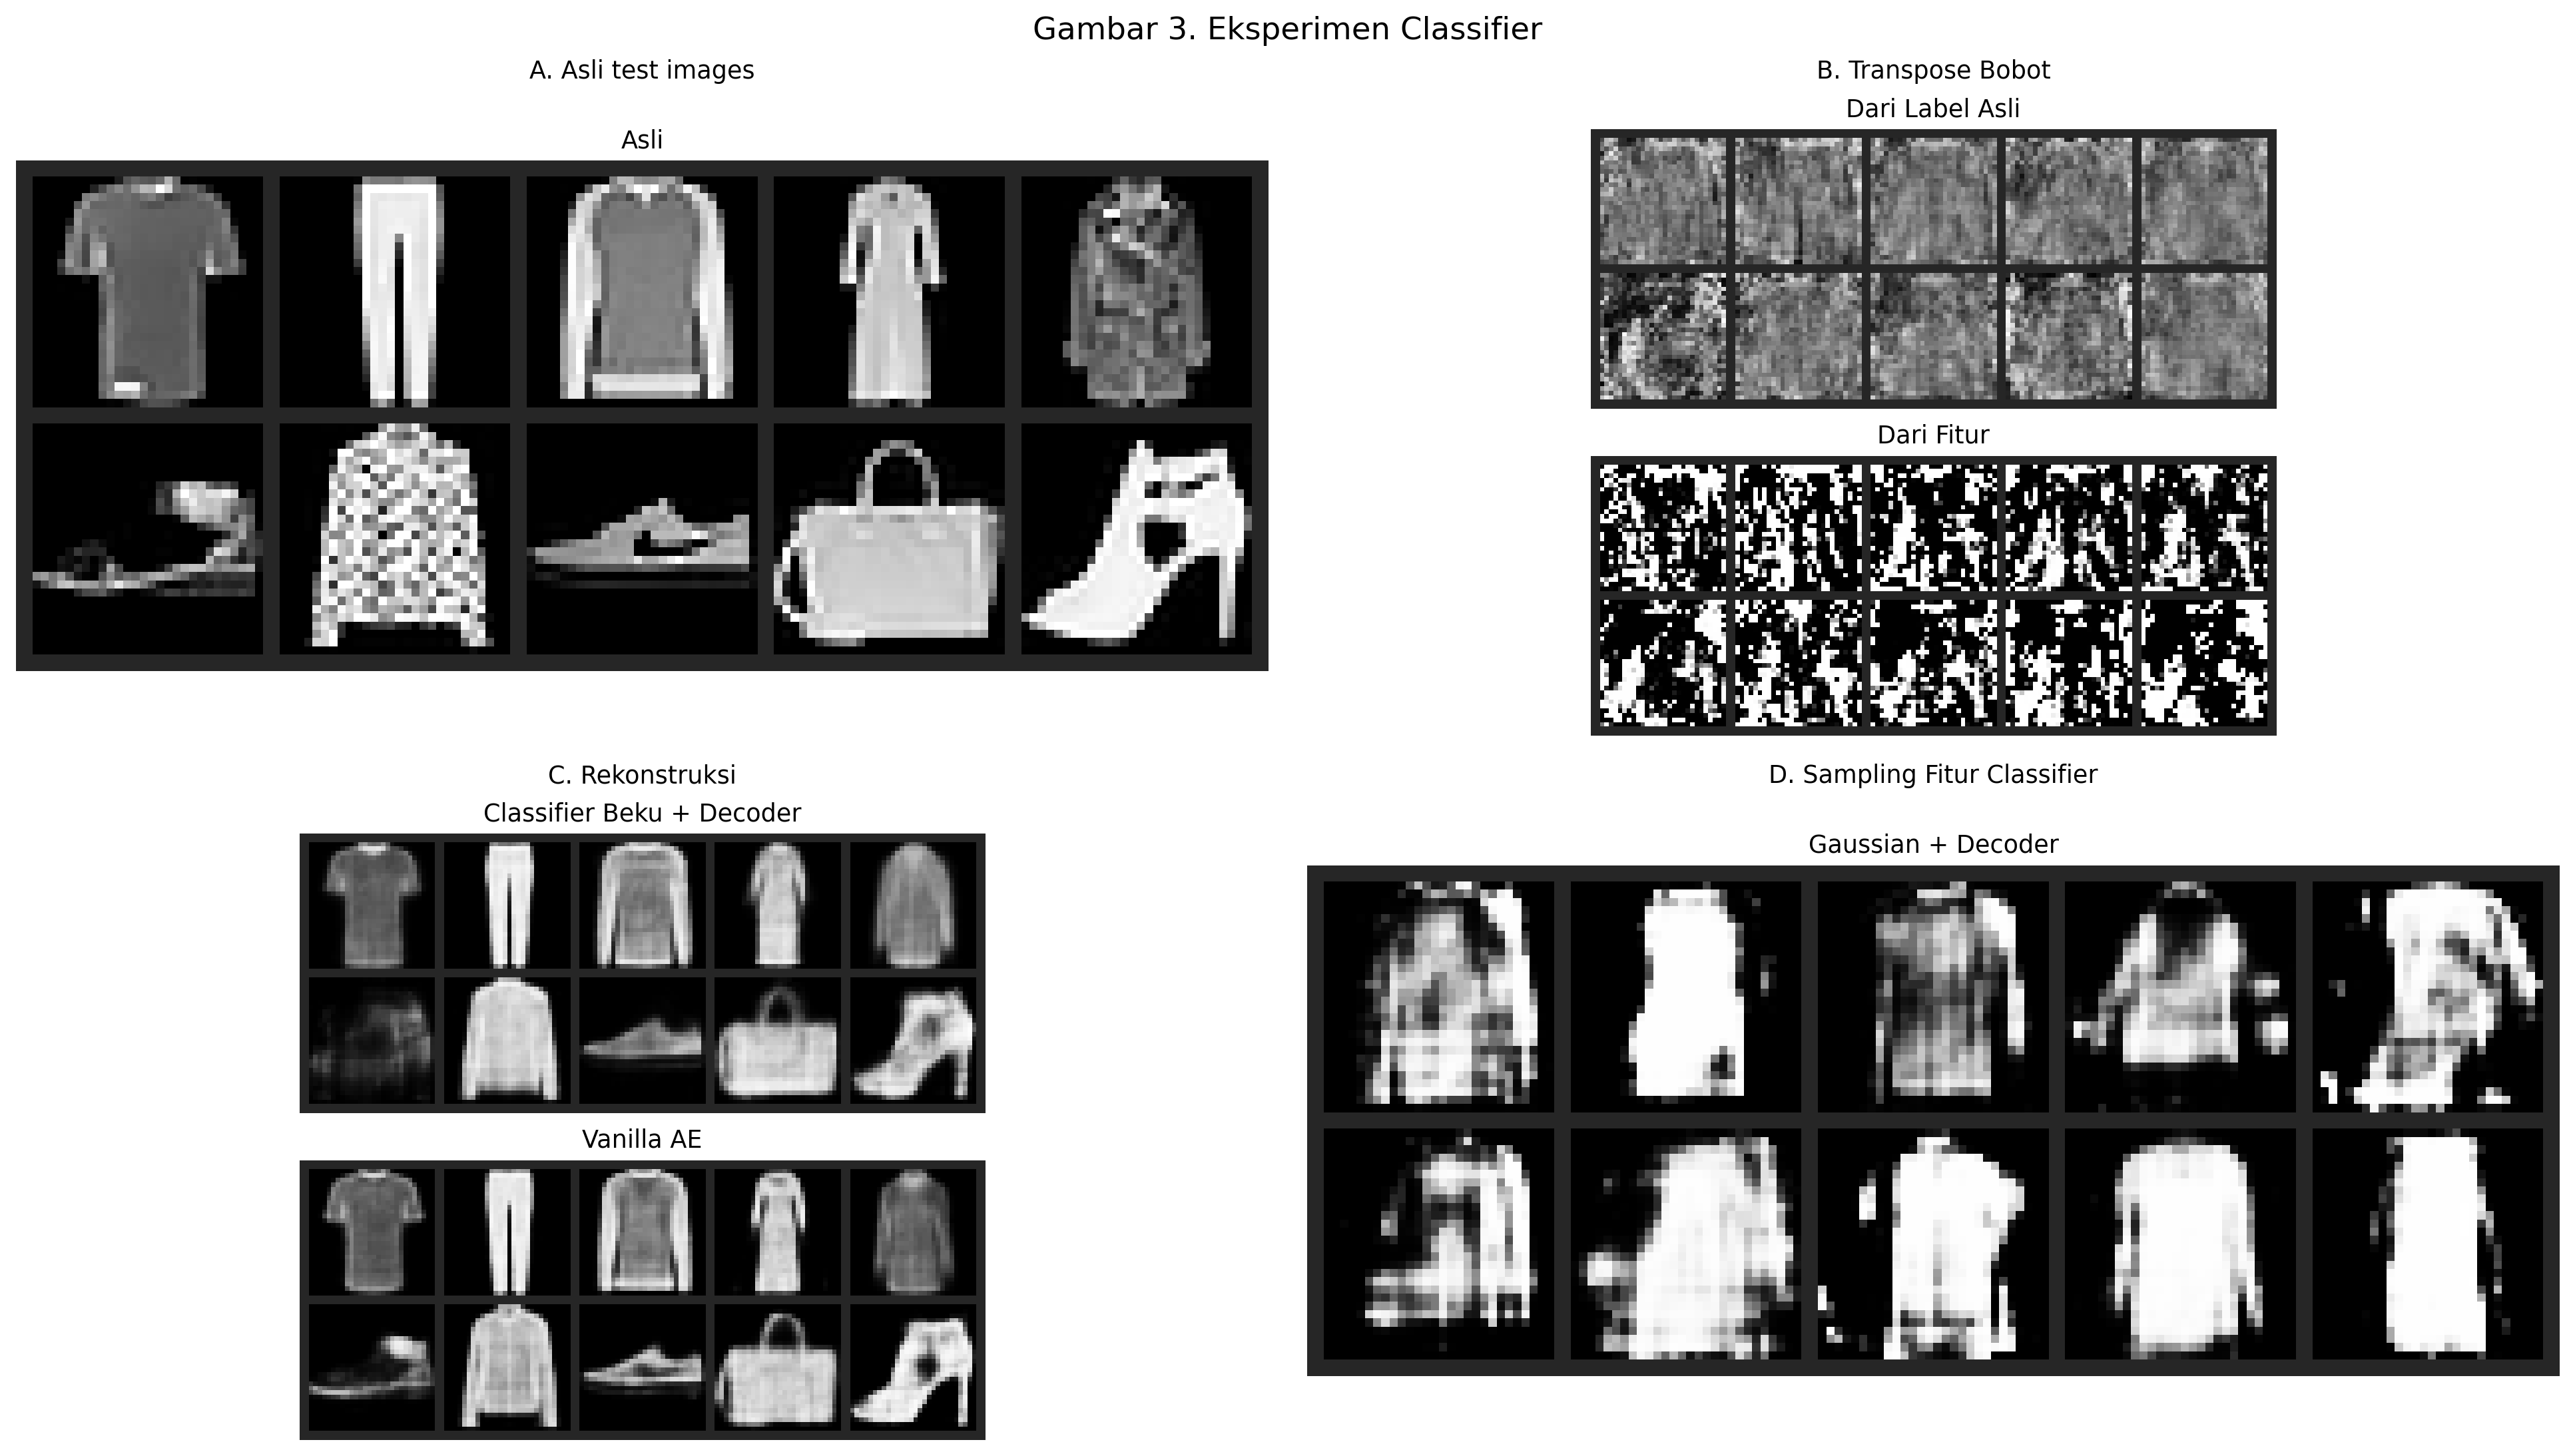 Gambar 3. Eksperimen Classifier
A. Asli test images
Asli
B. Transpose Bobot
Dari Label Asli
Dari Fitur
C. Rekonstruksi
Classifier Beku + Decoder
Vanilla AE
D. Sampling Fitur Classifier
Gaussian + Decoder